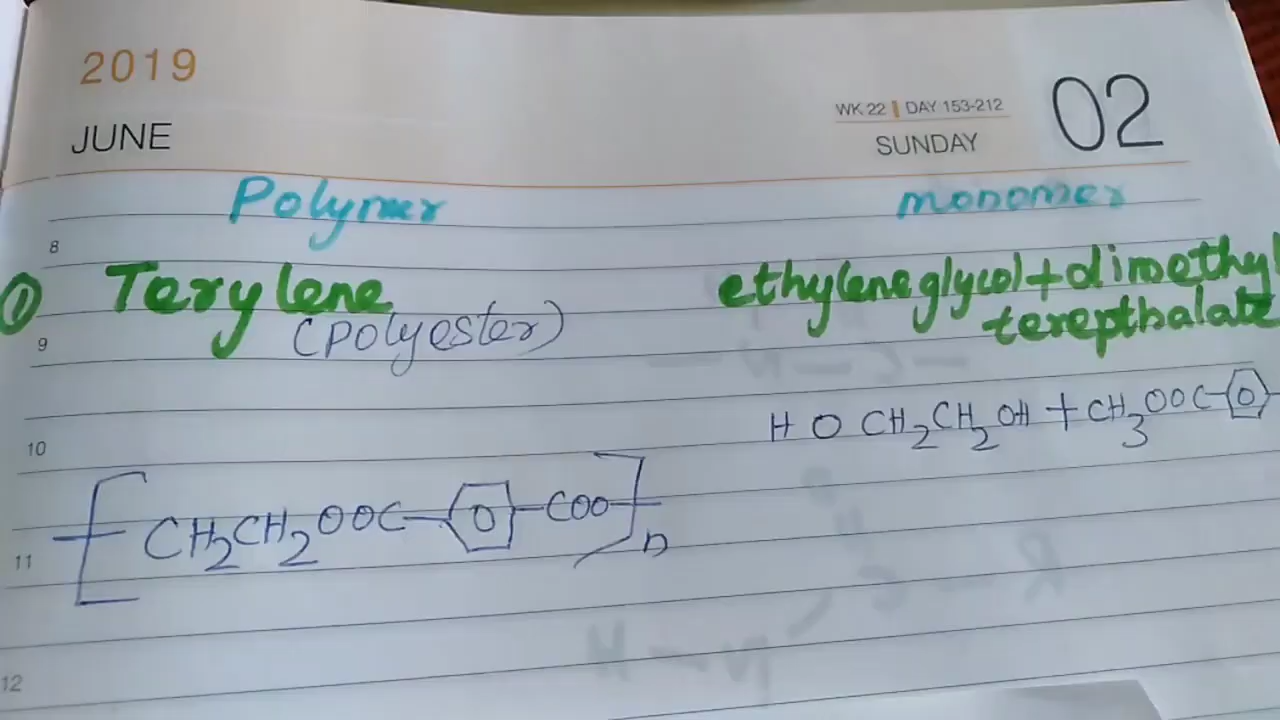 2019
WK 22 | DAY 153-212
JUNE
SUNDAY
02
Polymer
monomer
8
① Terylene
ethylene glycol + dimethyl
terepthalate
(polyester)
9
HOCH₂CH₂OH + CH₃OOC-
10
[CH₂CH₂OOC- -COO]n
11
12